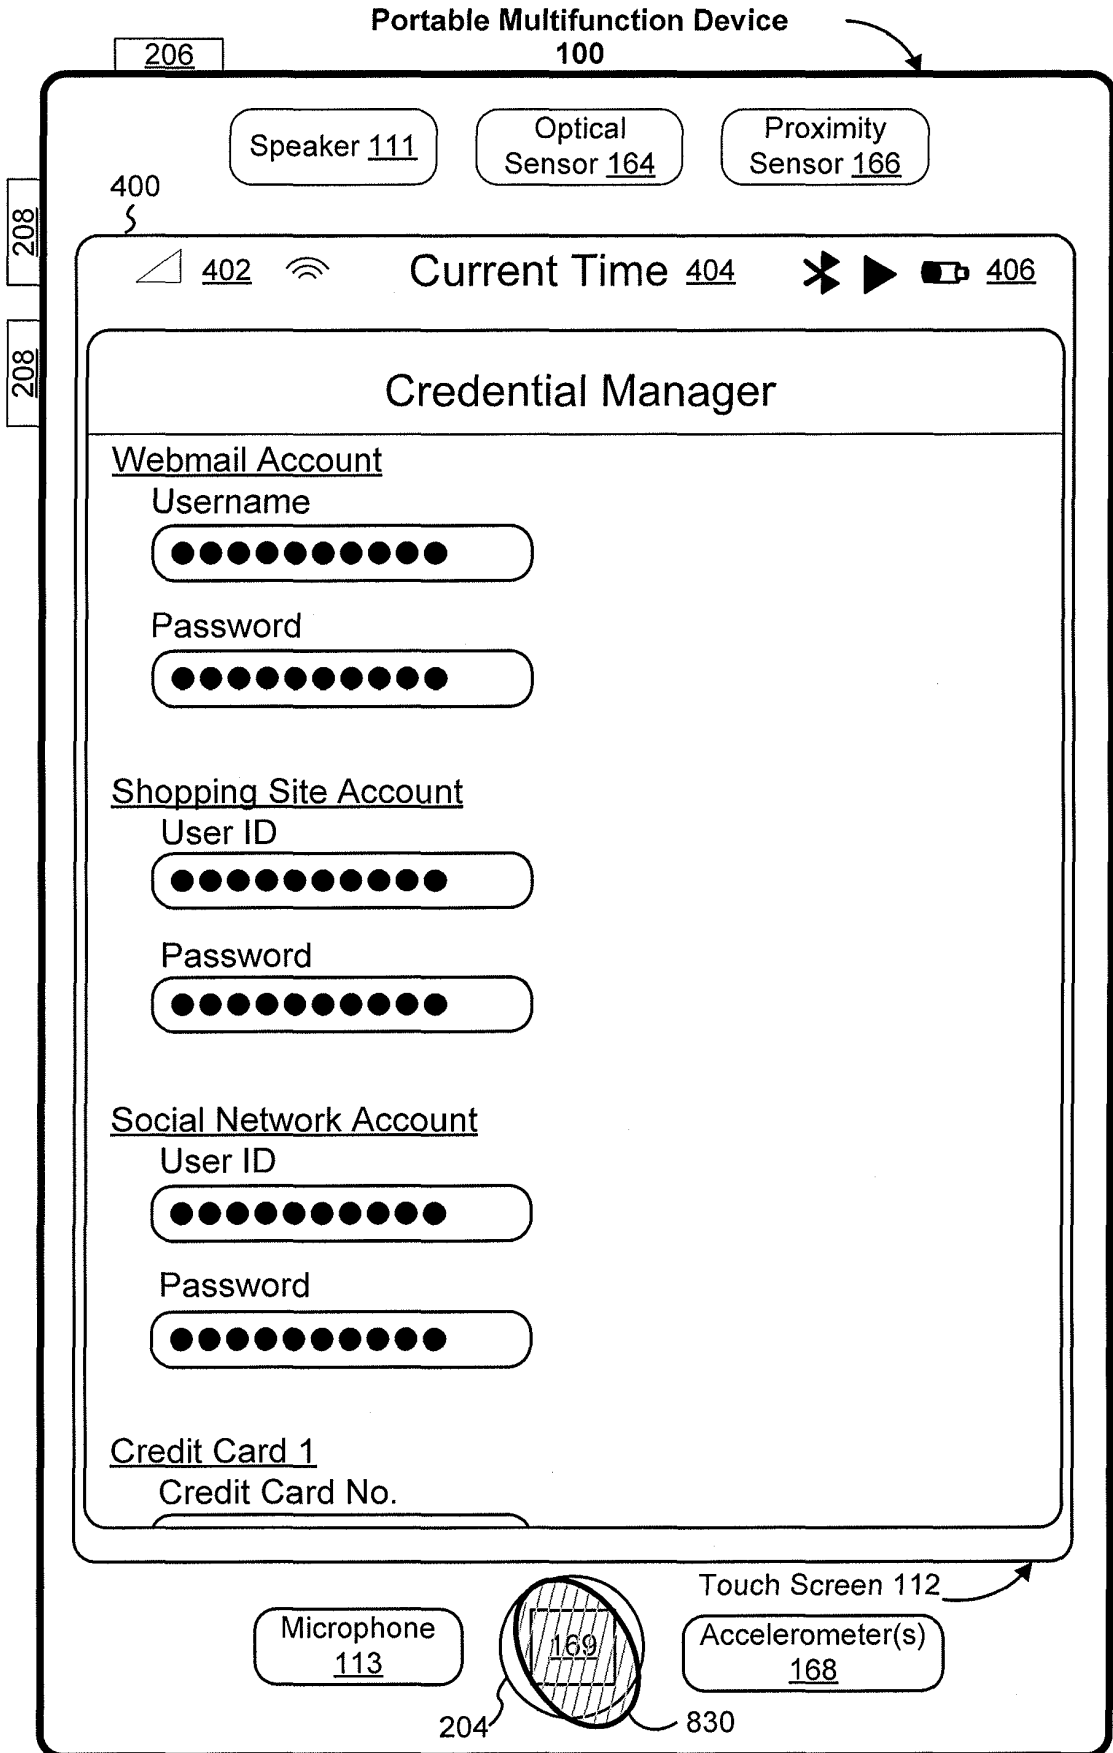 Portable Multifunction Device
100
206
Speaker 111
Optical
Sensor 164
Proximity
Sensor 166
208
400
402
Current Time 404
406
208
Credential Manager
Webmail Account
Username
●●●●●●●●●●
Password
●●●●●●●●●●
Shopping Site Account
User ID
●●●●●●●●●●
Password
●●●●●●●●●●
Social Network Account
User ID
●●●●●●●●●●
Password
●●●●●●●●●●
Credit Card 1
Credit Card No.
Touch Screen 112
Microphone
113
169
Accelerometer(s)
168
204
830